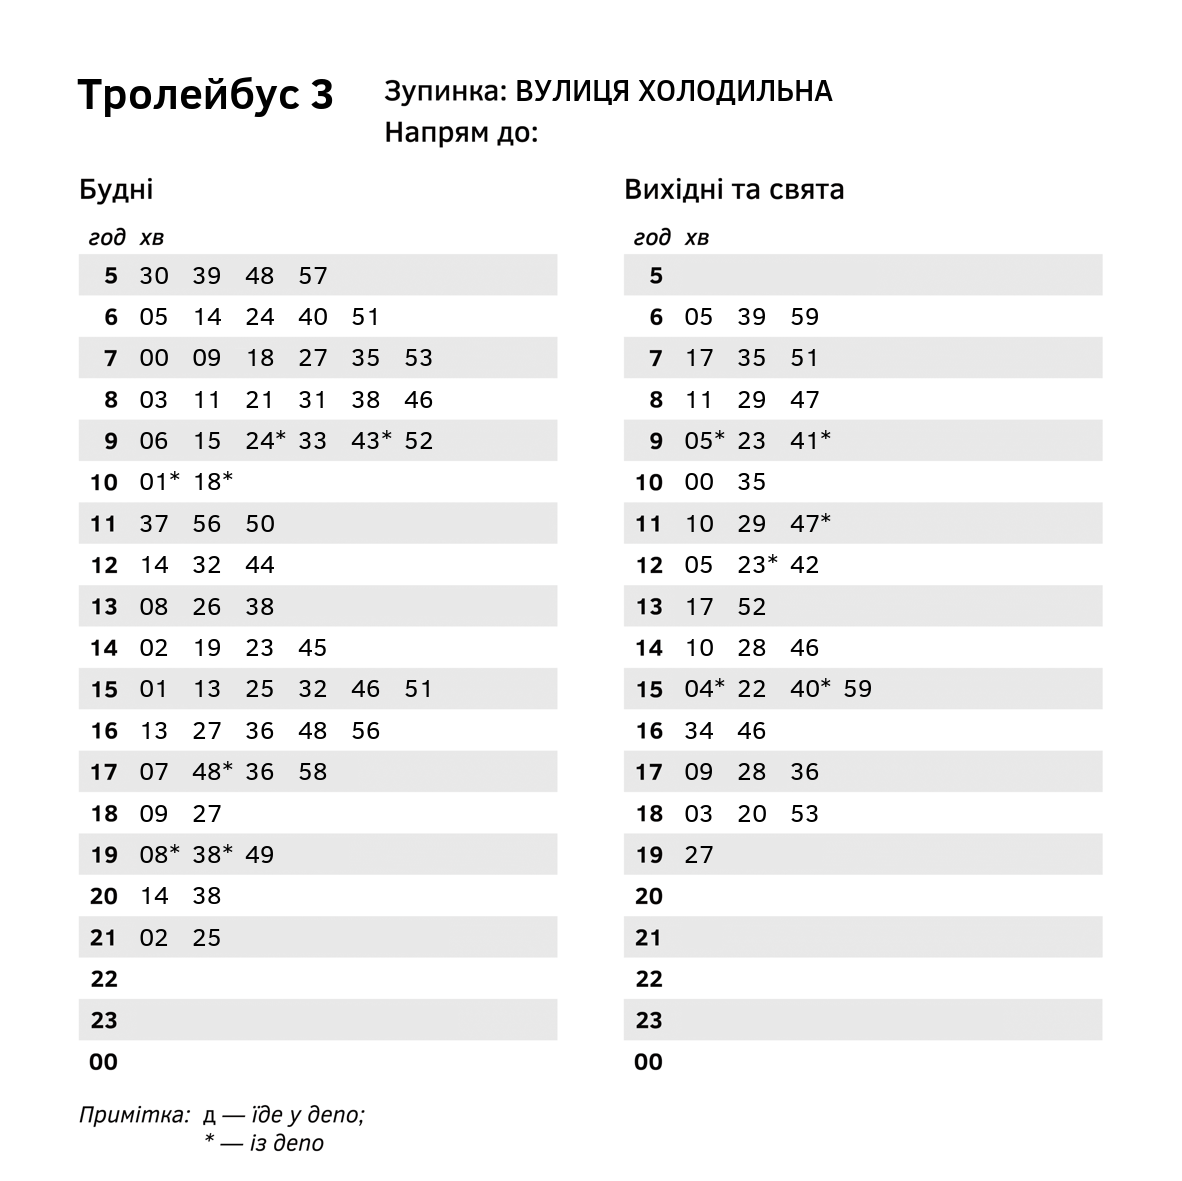 Тролейбус 3
Зупинка: ВУЛИЦЯ ХОЛОДИЛЬНА
Напрям до:
Будні
год хв
5 30 39 48 57
6 05 14 24 40 51
7 00 09 18 27 35 53
8 03 11 21 31 38 46
9 06 15 24* 33 43* 52
10 01* 18*
11 37 56 50
12 14 32 44
13 08 26 38
14 02 19 23 45
15 01 13 25 32 46 51
16 13 27 36 48 56
17 07 48* 36 58
18 09 27
19 08* 38* 49
20 14 38
21 02 25
22
23
00
Вихідні та свята
год хв
5
6 05 39 59
7 17 35 51
8 11 29 47
9 05* 23 41*
10 00 35
11 10 29 47*
12 05 23* 42
13 17 52
14 10 28 46
15 04* 22 40* 59
16 34 46
17 09 28 36
18 03 20 53
19 27
20
21
22
23
00
Примітка: д — їде у депо;
* — із депо